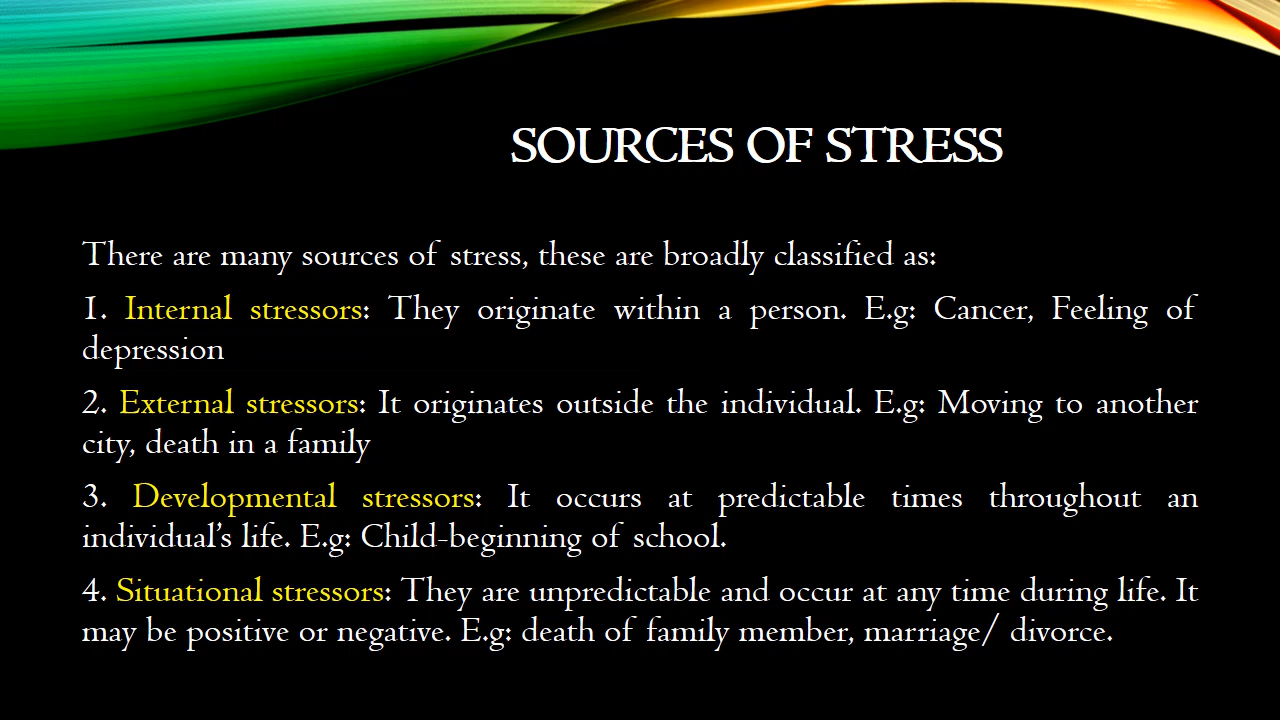 SOURCES OF STRESS
There are many sources of stress, these are broadly classified as:
1. Internal stressors: They originate within a person. E.g: Cancer, Feeling of
depression
2. External stressors: It originates outside the individual. E.g: Moving to another
city, death in a family
3. Developmental stressors: It occurs at predictable times throughout an
individual’s life. E.g: Child-beginning of school.
4. Situational stressors: They are unpredictable and occur at any time during life. It
may be positive or negative. E.g: death of family member, marriage/ divorce.